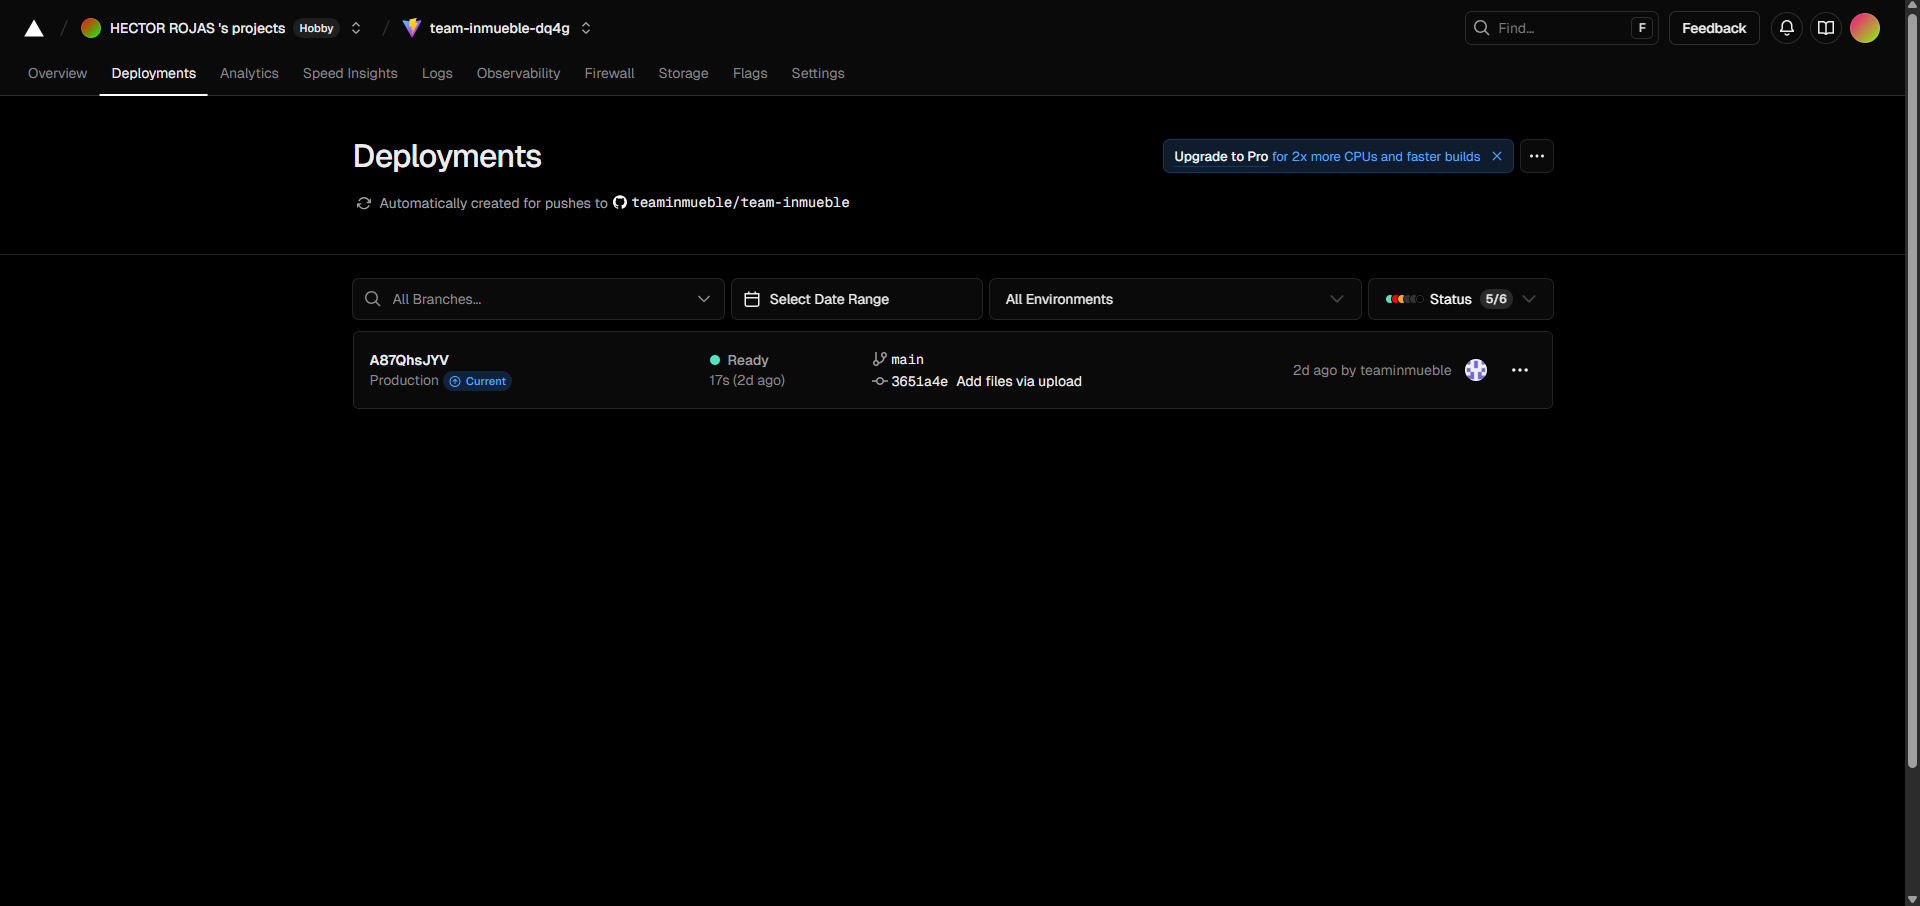 HECTOR ROJAS 's projects Hobby team-inmueble-dq4g Find... F Feedback
Overview Deployments Analytics Speed Insights Logs Observability Firewall Storage Flags Settings
Deployments
Upgrade to Pro for 2x more CPUs and faster builds
Automatically created for pushes to teaminmueble/team-inmueble
All Branches... Select Date Range All Environments Status 5/6
A87QhsJYV Ready main
Production Current 17s (2d ago) 3651a4e Add files via upload
2d ago by teaminmueble